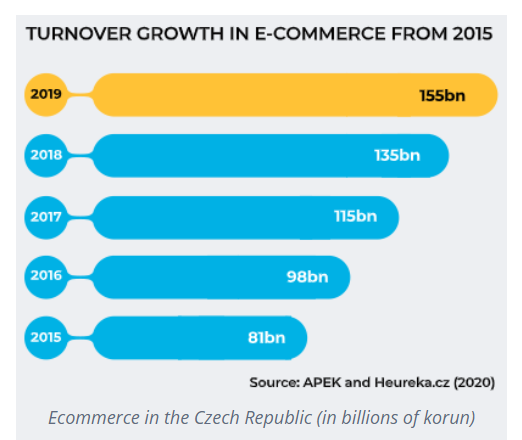 TURNOVER GROWTH IN E-COMMERCE FROM 2015
2019 155bn
2018 135bn
2017 115bn
2016 98bn
2015 81bn
Source: APEK and Heureka.cz (2020)
Ecommerce in the Czech Republic (in billions of korun)